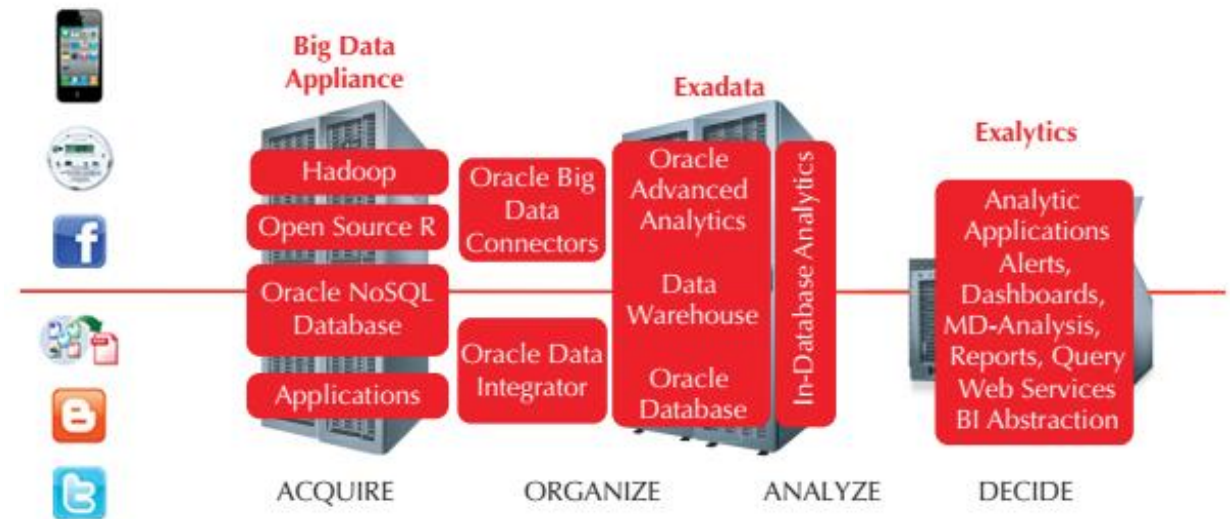 Big Data
Appliance
Hadoop
Open Source R
Oracle NoSQL
Database
Applications
Oracle Big
Data
Connectors
Oracle Data
Integrator
Exadata
Oracle
Advanced
Analytics
Data
Warehouse
Oracle
Database
In-Database Analytics
Exalytics
Analytic
Applications
Alerts,
Dashboards,
MD-Analysis,
Reports, Query
Web Services
BI Abstraction
ACQUIRE
ORGANIZE
ANALYZE
DECIDE